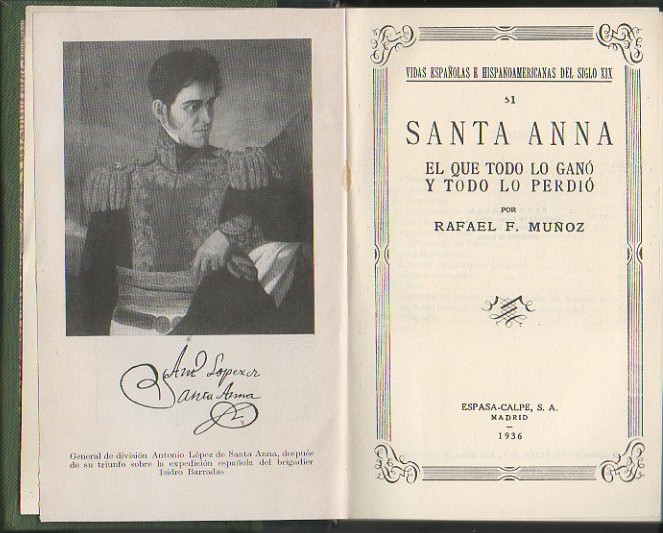 Ant Lopez de
Santa Anna
General de división Antonio López de Santa Anna, después
de su triunfo sobre la expedición española del brigadier
Isidro Barradas
VIDAS ESPAÑOLAS E HISPANOAMERICANAS DEL SIGLO XIX
51
SANTA ANNA
EL QUE TODO LO GANÓ
Y TODO LO PERDIÓ
POR
RAFAEL F. MUÑOZ
ESPASA-CALPE, S. A.
MADRID
1936